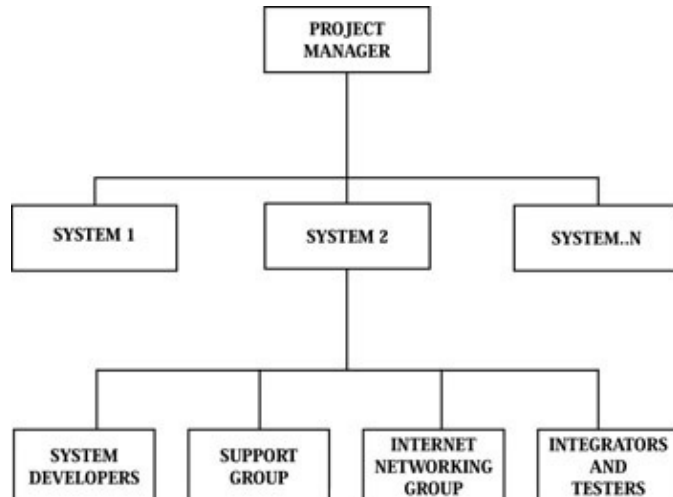 PROJECT
MANAGER
SYSTEM 1
SYSTEM 2
SYSTEM..N
SYSTEM
DEVELOPERS
SUPPORT
GROUP
INTERNET
NETWORKING
GROUP
INTEGRATORS
AND
TESTERS